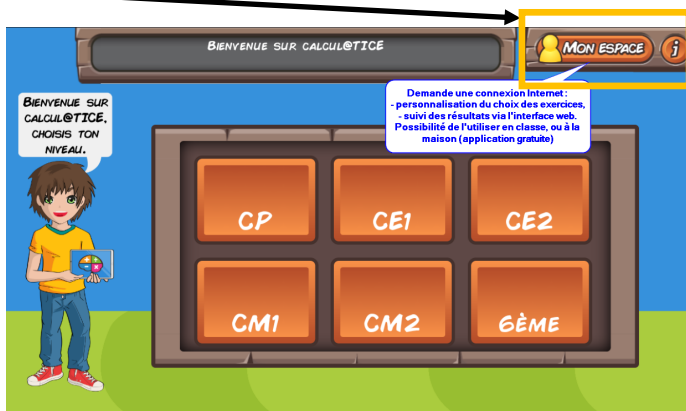 BIENVENUE SUR CALCUL@TICE
MON ESPACE
i
Demande une connexion Internet :
- personnalisation du choix des exercices,
- suivi des résultats via l'interface web.
Possibilité de l'utiliser en classe, ou à la
maison (application gratuite)
BIENVENUE SUR
CALCUL@TICE,
CHOISIS TON
NIVEAU.
CP
CE1
CE2
CM1
CM2
6ÈME